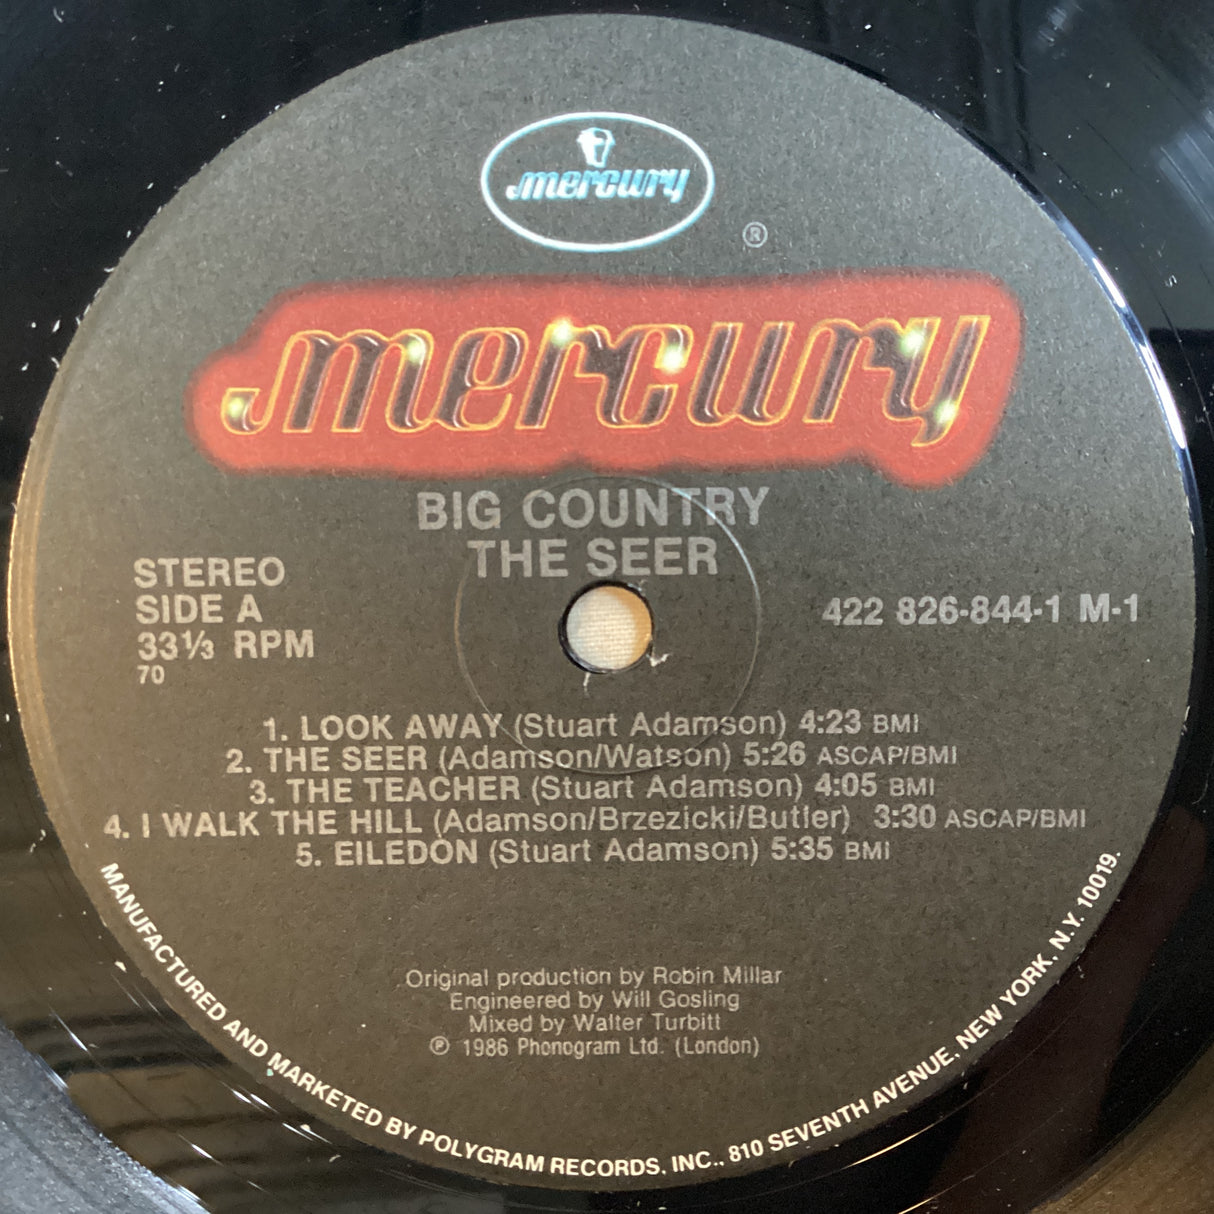 mercury
®
mercury
BIG COUNTRY
THE SEER
STEREO
SIDE A
33⅓ RPM
70
422 826-844-1 M-1
1. LOOK AWAY (Stuart Adamson) 4:23 BMI
2. THE SEER (Adamson/Watson) 5:26 ASCAP/BMI
3. THE TEACHER (Stuart Adamson) 4:05 BMI
4. I WALK THE HILL (Adamson/Brzezicki/Butler) 3:30 ASCAP/BMI
5. EILEDON (Stuart Adamson) 5:35 BMI
Original production by Robin Millar
Engineered by Will Gosling
Mixed by Walter Turbitt
℗ 1986 Phonogram Ltd. (London)
MANUFACTURED AND MARKETED BY POLYGRAM RECORDS, INC., 810 SEVENTH AVENUE, NEW YORK, N.Y. 10019.